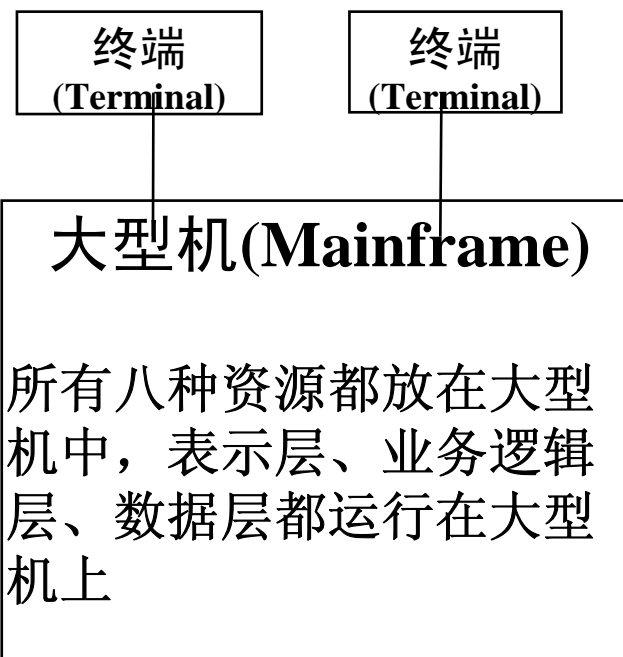 终端
(Terminal)
终端
(Terminal)
大型机(Mainframe)
所有八种资源都放在大型
机中，表示层、业务逻辑
层、数据层都运行在大型
机上